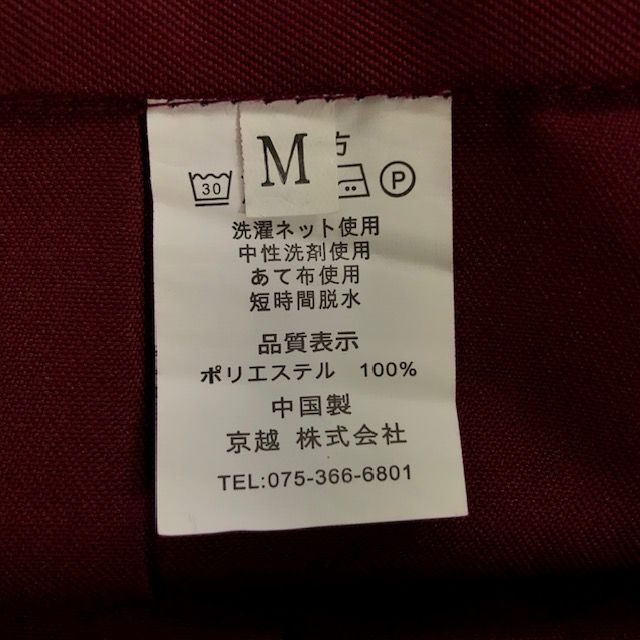 M 方
30 P
洗濯ネット使用
中性洗剤使用
あて布使用
短時間脱水
品質表示
ポリエステル 100%
中国製
京越 株式会社
TEL:075-366-6801